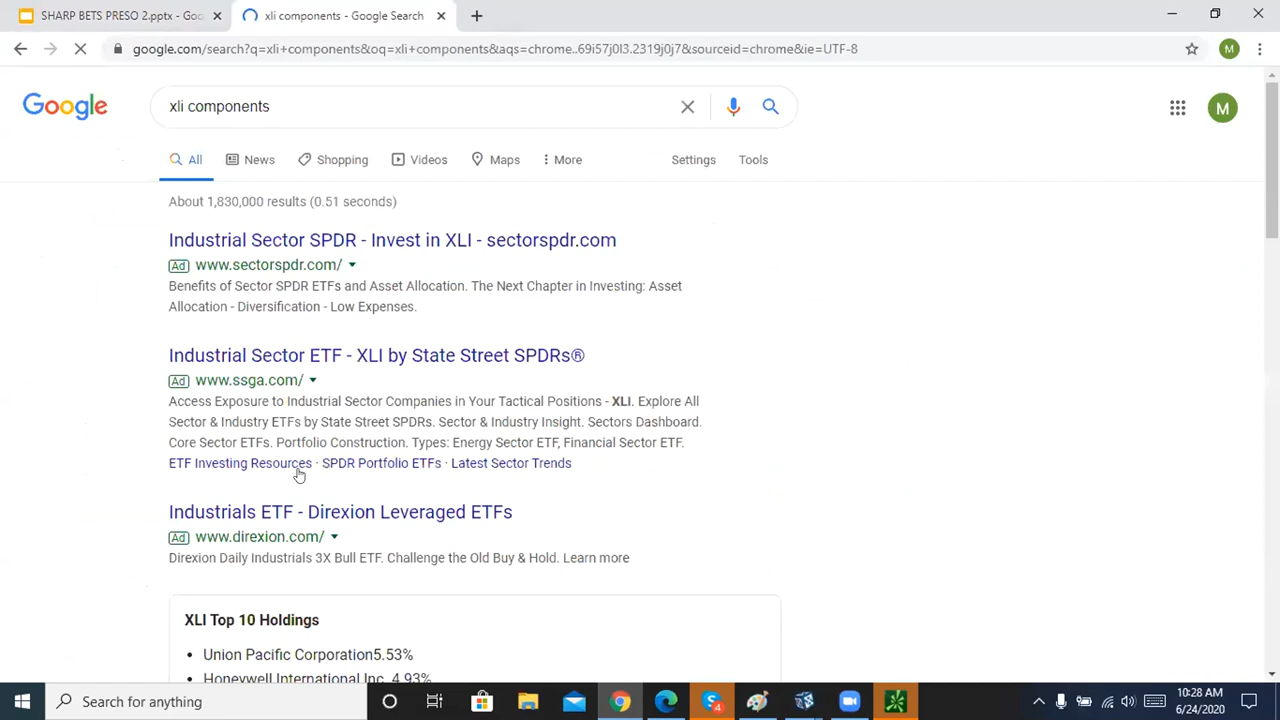 SHARP BETS PRESO 2.pptx - Goo
xli components - Google Search
google.com/search?q=xli+components&oq=xli+components&aqs=chrome..69i57j0l3.2319j0j7&sourceid=chrome&ie=UTF-8
M
Google
xli components
M
All
News
Shopping
Videos
Maps
More
Settings
Tools
About 1,830,000 results (0.51 seconds)
Industrial Sector SPDR - Invest in XLI - sectorspdr.com
Ad www.sectorspdr.com/
Benefits of Sector SPDR ETFs and Asset Allocation. The Next Chapter in Investing: Asset
Allocation - Diversification - Low Expenses.
Industrial Sector ETF - XLI by State Street SPDRs®
Ad www.ssga.com/
Access Exposure to Industrial Sector Companies in Your Tactical Positions - XLI. Explore All
Sector & Industry ETFs by State Street SPDRs. Sector & Industry Insight. Sectors Dashboard.
Core Sector ETFs. Portfolio Construction. Types: Energy Sector ETF, Financial Sector ETF.
ETF Investing Resources · SPDR Portfolio ETFs · Latest Sector Trends
Industrials ETF - Direxion Leveraged ETFs
Ad www.direxion.com/
Direxion Daily Industrials 3X Bull ETF. Challenge the Old Buy & Hold. Learn more
XLI Top 10 Holdings
• Union Pacific Corporation5.53%
• Honeywell International Inc. 4.93%
Search for anything
4
10:28 AM
6/24/2020